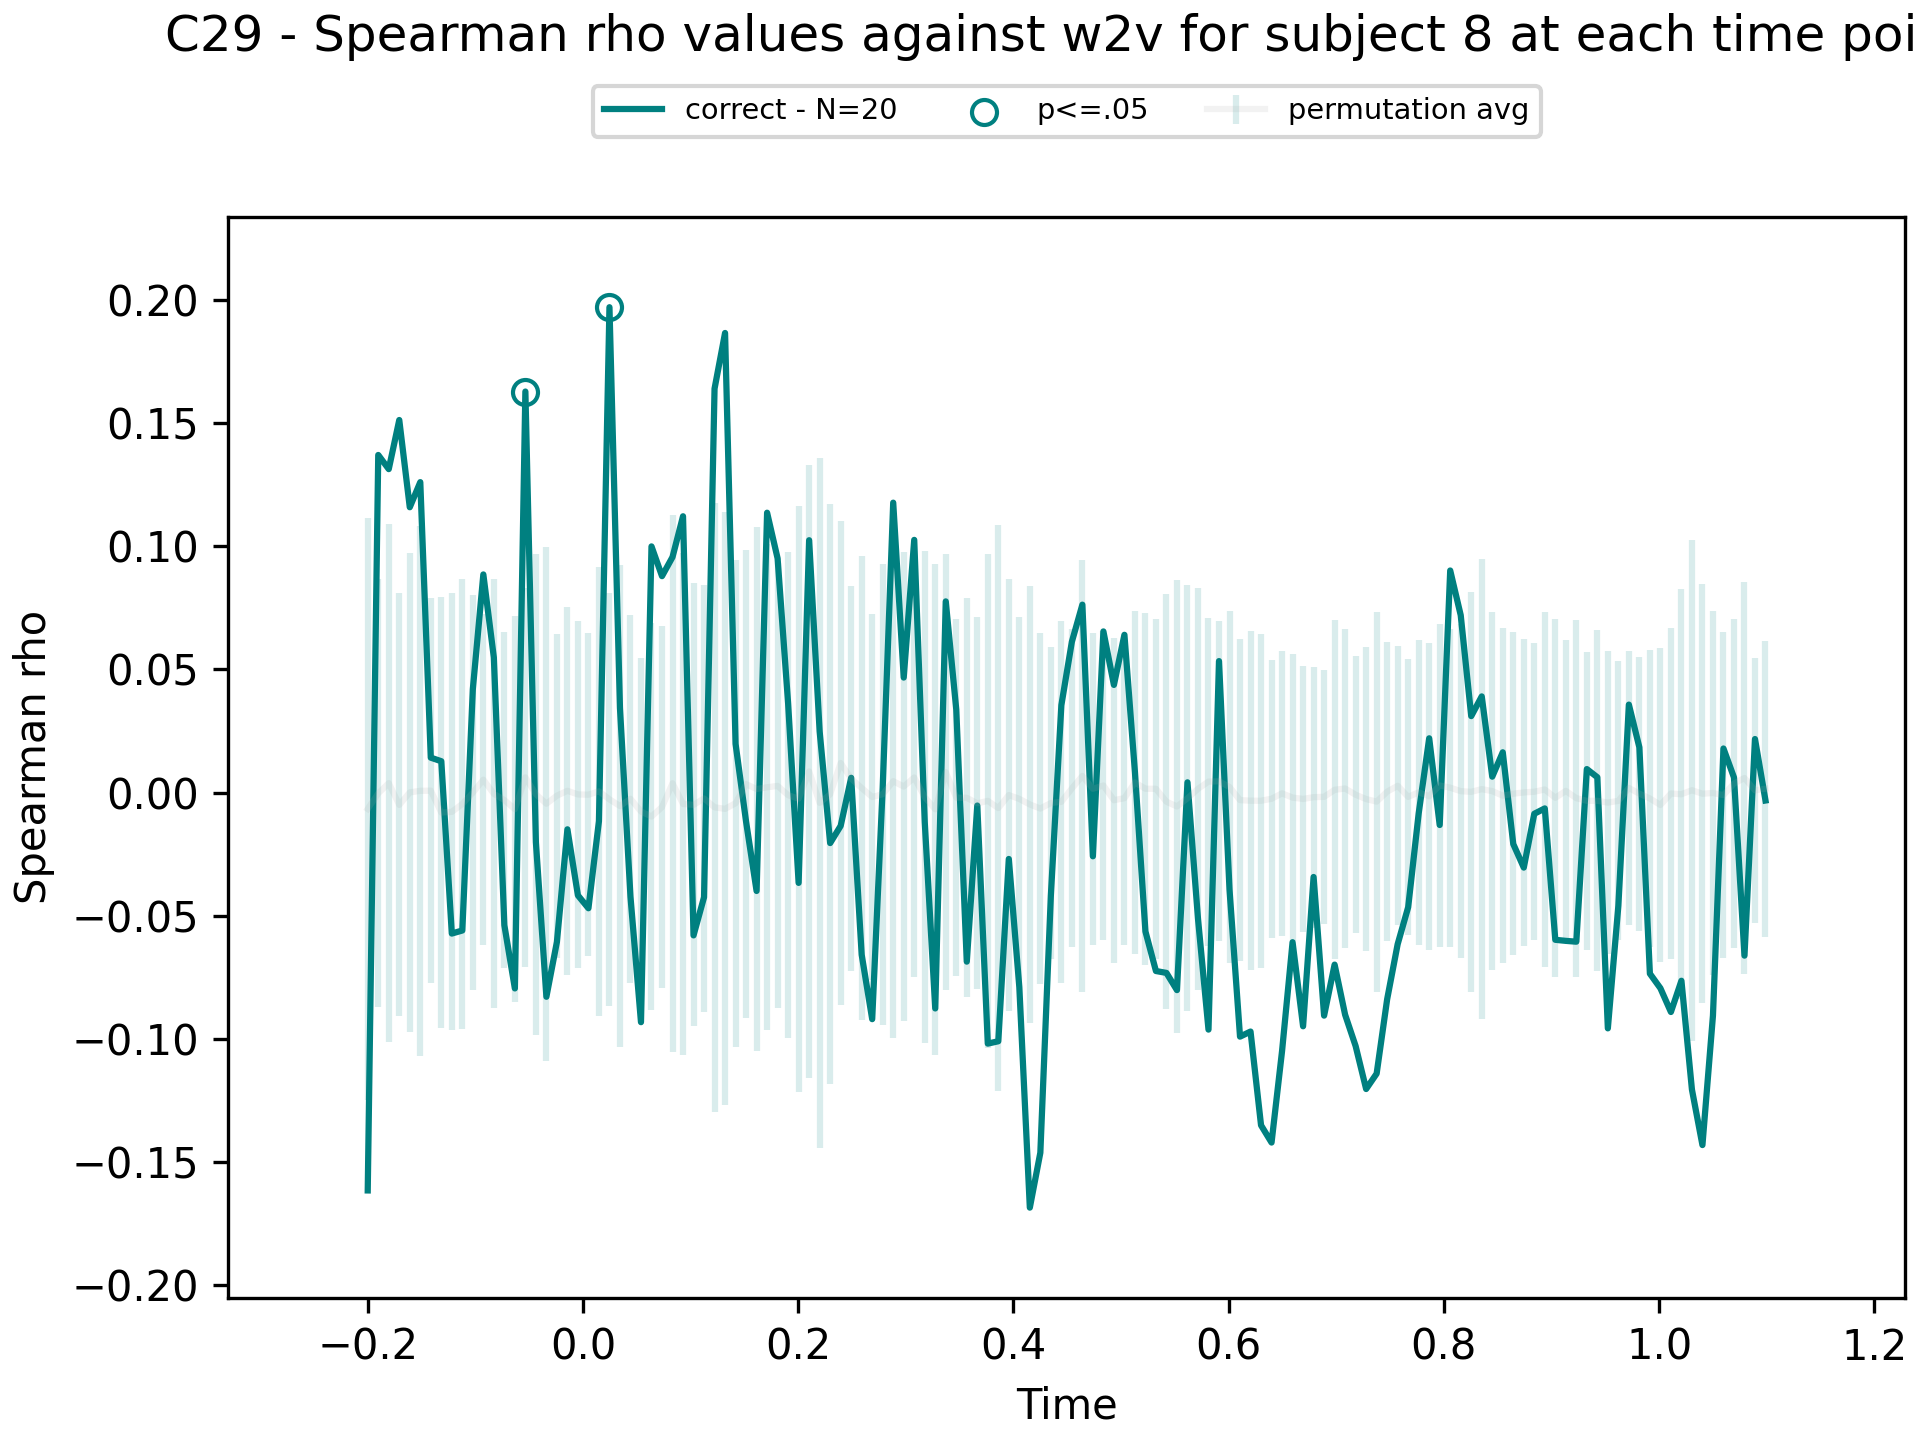 C29 - Spearman rho values against w2v for subject 8 at each time poi
correct - N=20 p<=.05 permutation avg
0.20
0.15
0.10
0.05
0.00
−0.05
−0.10
−0.15
−0.20
Spearman rho
−0.2 0.0 0.2 0.4 0.6 0.8 1.0 1.2
Time